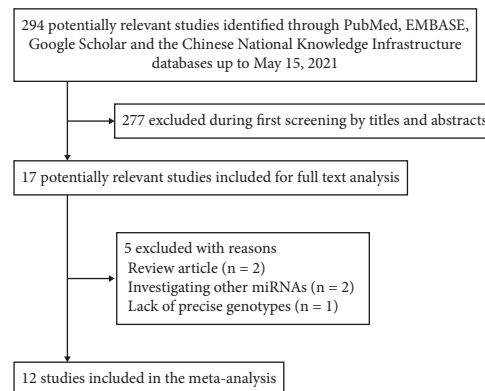 294 potentially relevant studies identified through PubMed, EMBASE,
Google Scholar and the Chinese National Knowledge Infrastructure
databases up to May 15, 2021
277 excluded during first screening by titles and abstracts
17 potentially relevant studies included for full text analysis
5 excluded with reasons
Review article (n = 2)
Investigating other miRNAs (n = 2)
Lack of precise genotypes (n = 1)
12 studies included in the meta-analysis